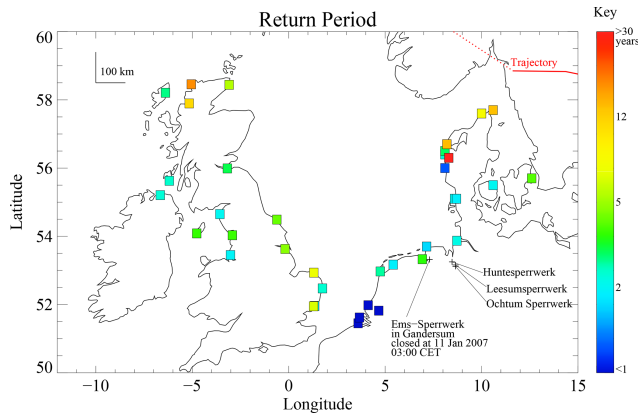 Return Period
Key
60
58
56
54
52
50
Latitude
100 km
Trajectory
>30
years
12
5
2
<1
Huntesperrwerk
Leesumsperrwerk
Ochtum Sperrwerk
Ems−Sperrwerk
in Gandersum
closed at 11 Jan 2007
03:00 CET
−10 −5 0 5 10 15
Longitude